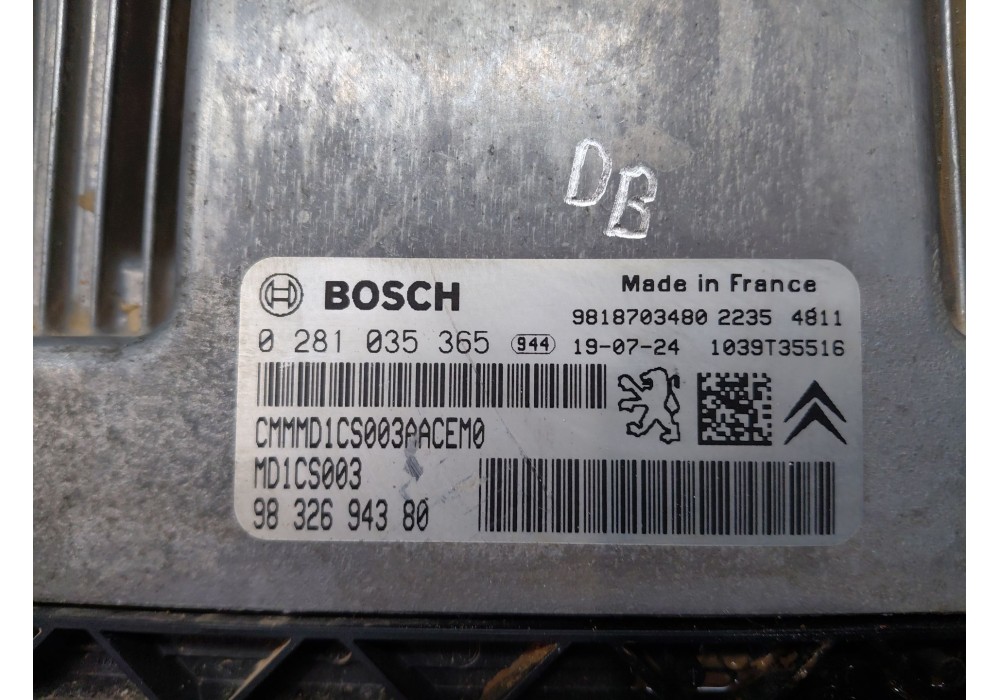 DB
BOSCH
Made in France
9818703480 2235 4811
0 281 035 365 944 19-07-24 1039T35516
CMMMD1CS003AACEM0
MD1CS003
98 326 943 80